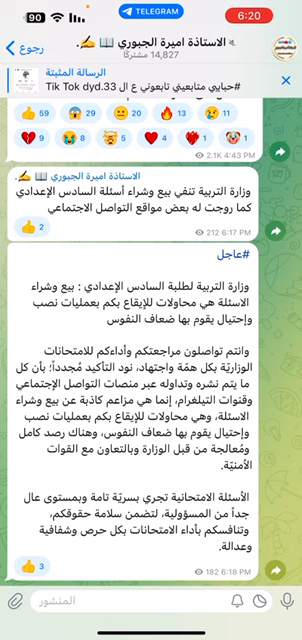 90
TELEGRAM
6:20
رجوع
الاستاذة اميرة الجبوري 📖 ✍️.
14,827 مشتركًا
الرسالة المثبتة
#حبايبي متابعيني تابعوني ع ال Tik Tok dyd.33
👍 59 😱 29 😐 20 🔥 13 😢 11
💔 9 😭 8 🤯 5 ❤️ 4 ❤️‍🔥 1 🤡 1
2.1K 4:43 PM
الاستاذة اميرة الجبوري 📖 ✍️.
وزارة التربية تنفي بيع وشراء أسئلة السادس الإعدادي
كما روجت له بعض مواقع التواصل الاجتماعي
👍 2
212 6:17 PM
#عاجل
وزارة التربية لطلبة السادس الإعدادي : بيع وشراء
الاسئلة هي محاولات للإيقاع بكم بعمليات نصب
وإحتيال يقوم بها ضعاف النفوس
وانتم تواصلون مراجعتكم وأداءكم للامتحانات
الوزاريّة بكل همّة واجتهاد، نود التأكيد مُجدداً؛ بأن كل
ما يتم نشره وتداوله عبر منصات التواصل الإجتماعي
وقنوات التيلغرام، إنما هي مزاعم كاذبة عن بيع وشراء
الاسئلة، وهي محاولات للإيقاع بكم بعمليات نصب
وإحتيال يقوم بها ضعاف النفوس، وهناك رصد كامل
ومُعالجة من قبل الوزارة وبالتعاون مع القوات
الأمنيّة.
الأسئلة الامتحانية تجري بسريّة تامة وبمستوى عال
جداً من المسؤولية، لتضمن سلامة حقوقكم،
وتنافسكم بأداء الامتحانات بكل حرص وشفافية
وعدالة.
👍 3
182 6:18 PM
المنشور